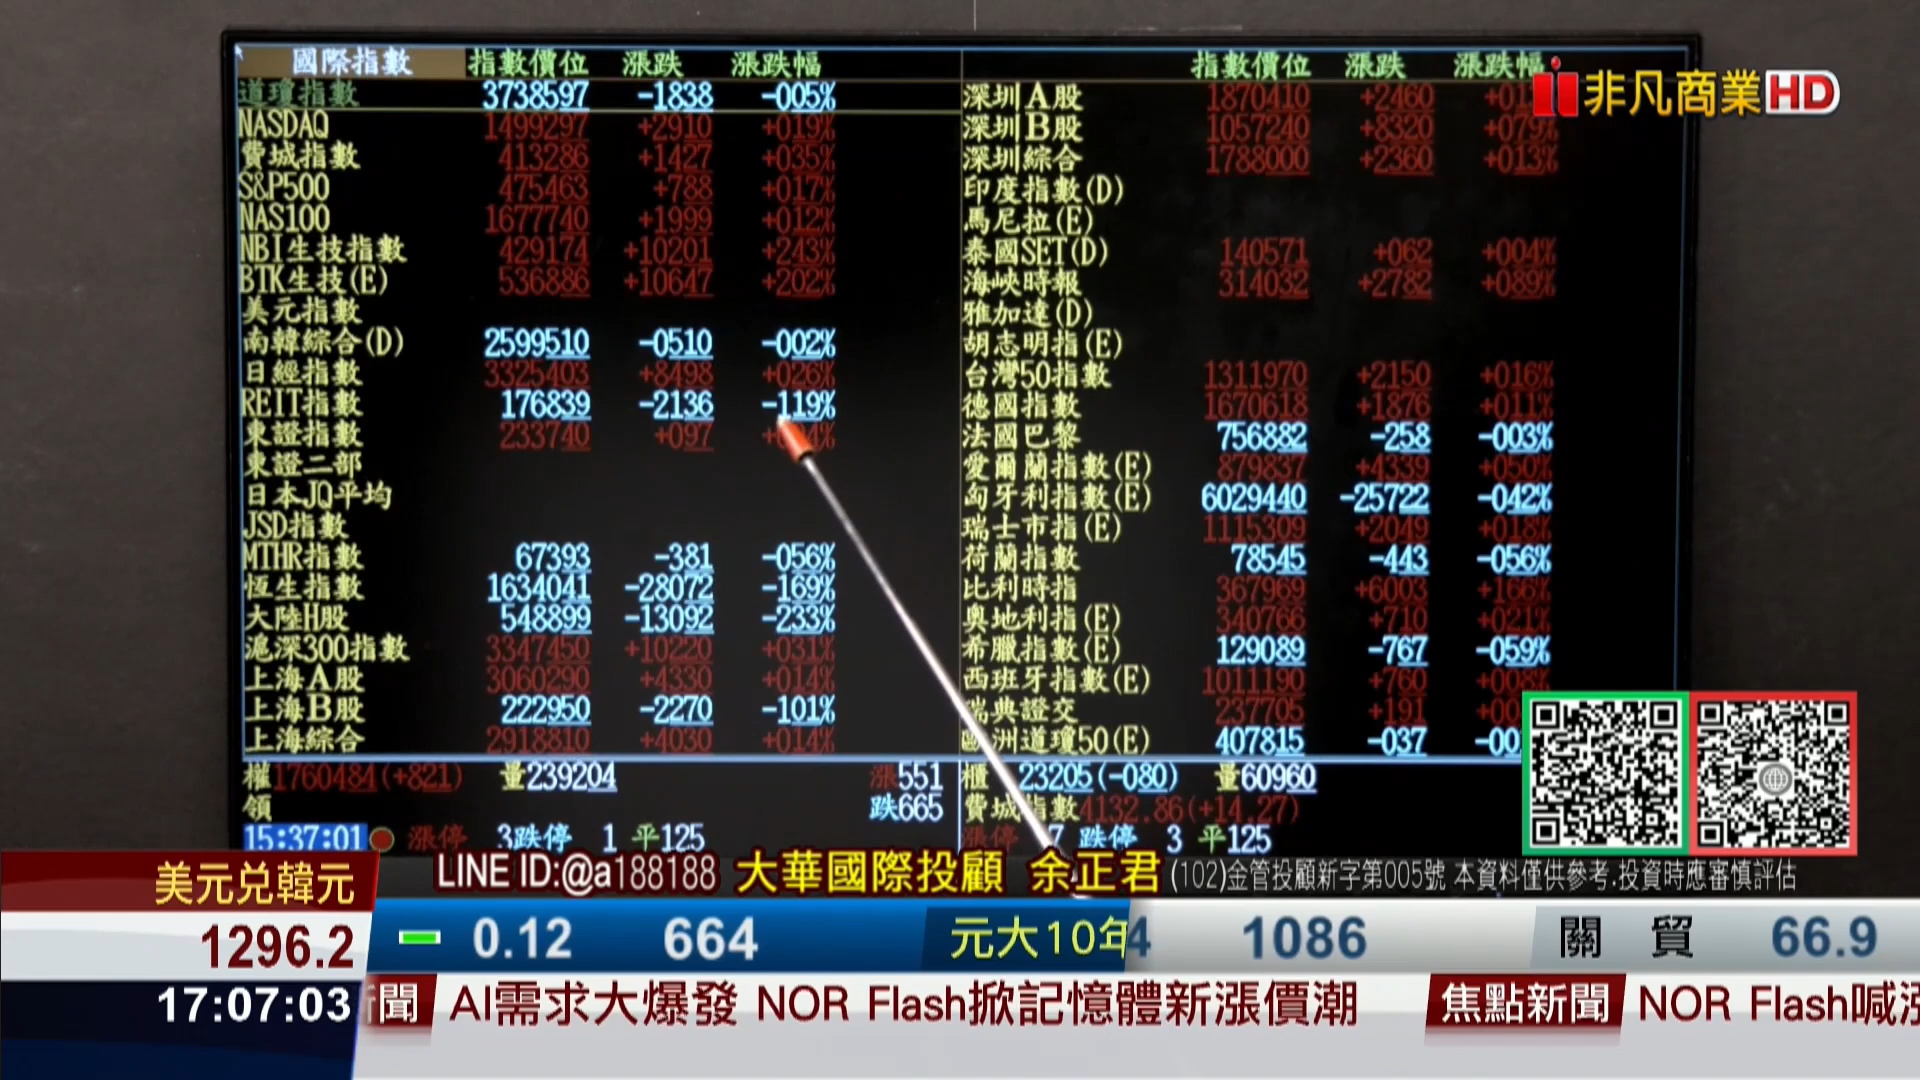 國際指數 指數價位 漲跌 漲跌幅
道瓊指數 3738597 -1838 -005%
NASDAQ 1499297 +2910 +019%
費城指數 413286 +1427 +035%
S&P500 475463 +788 +017%
NAS100 1677740 +1999 +012%
NBI生技指數 429174 +10201 +243%
BTK生技(E) 536886 +10647 +202%
美元指數
南韓綜合(D) 2599510 -0510 -002%
日經指數 3325403 +8498 +026%
REIT指數 176839 -2136 -119%
東證指數 233740 +097
東證二部
日本JQ平均
JSD指數
MTHR指數 67393 -381 -056%
恆生指數 1634041 -28072 -169%
大陸H股 548899 -13092 -233%
滬深300指數 3347450 +10220 +031%
上海A股 3060290 +4330 +014%
上海B股 222950 -2270 -101%
上海綜合 2918810 +4030 +014%
指數價位 漲跌 漲跌幅
深圳A股 1870410 +2460
深圳B股 1057240 +8320 +079%
深圳綜合 1788000 +2360 +013%
印度指數(D)
馬尼拉(E)
泰國SET(D) 140571 +062 +004%
海峽時報 314032 +2782 +089%
雅加達(D)
胡志明指(E)
台灣50指數 1311970 +2150 +016%
德國指數 1670618 +1876 +011%
法國巴黎 756882 -258 -003%
愛爾蘭指數(E) 879837 +4339 +050%
匈牙利指數(E) 6029440 -25722 -042%
瑞士市指(E) 1115309 +2049 +018%
荷蘭指數 78545 -443 -056%
比利時指 367969 +6003 +166%
奧地利指(E) 340766 +710 +021%
希臘指數(E) 129089 -767 -059%
西班牙指數(E) 1011190 +760 +008%
瑞典證交 237705 +191
歐洲道瓊50(E) 407815 -037
權1760484(+821) 量239204 漲551
領 跌665
15:37:01 漲停 3跌停 1 平125
櫃 23205(-080) 量60960
費城指數4132.86(+14.27)
漲停 7 跌停 3 平125
非凡商業HD
LINE ID:@a188188 大華國際投顧 余正君 (102)金管投顧新字第005號 本資料僅供參考.投資時應審慎評估
美元兌韓元
1296.2
17:07:03
0.12 664 元大10年 4 1086 關貿 66.9
聞 AI需求大爆發 NOR Flash掀記憶體新漲價潮 焦點新聞 NOR Flash喊漲